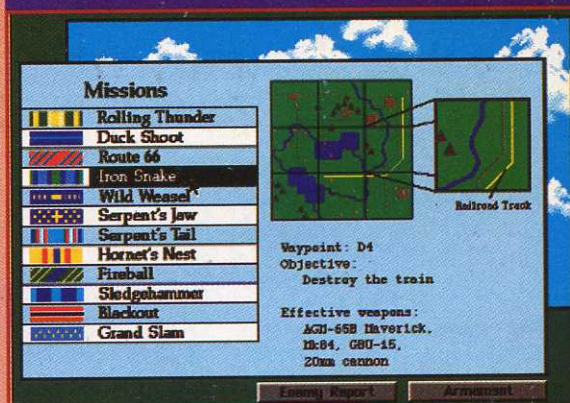 Missions
Rolling Thunder
Duck Shoot
Route 66
Iron Snake
Wild Weasel
Serpent's Jaw
Serpent's Tail
Hornet's Nest
Fireball
Sledgehammer
Blackout
Grand Slam
Railroad Track
Waypoint: D4
Objective:
Destroy the train
Effective weapons:
AGM-65B Maverick,
Mk84, GBU-15,
20mm cannon
Enemy Report
Armament